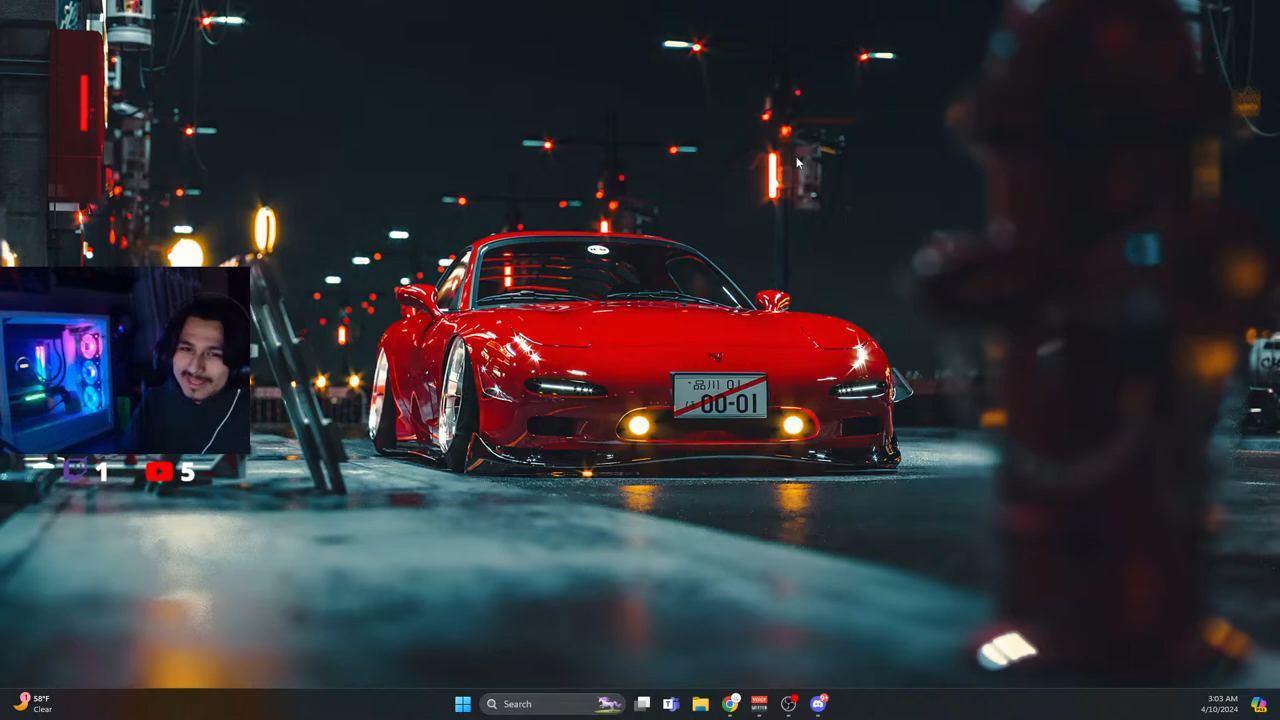 品川 01
00-01
1
5
58°F
Clear
Search
3:03 AM
4/10/2024